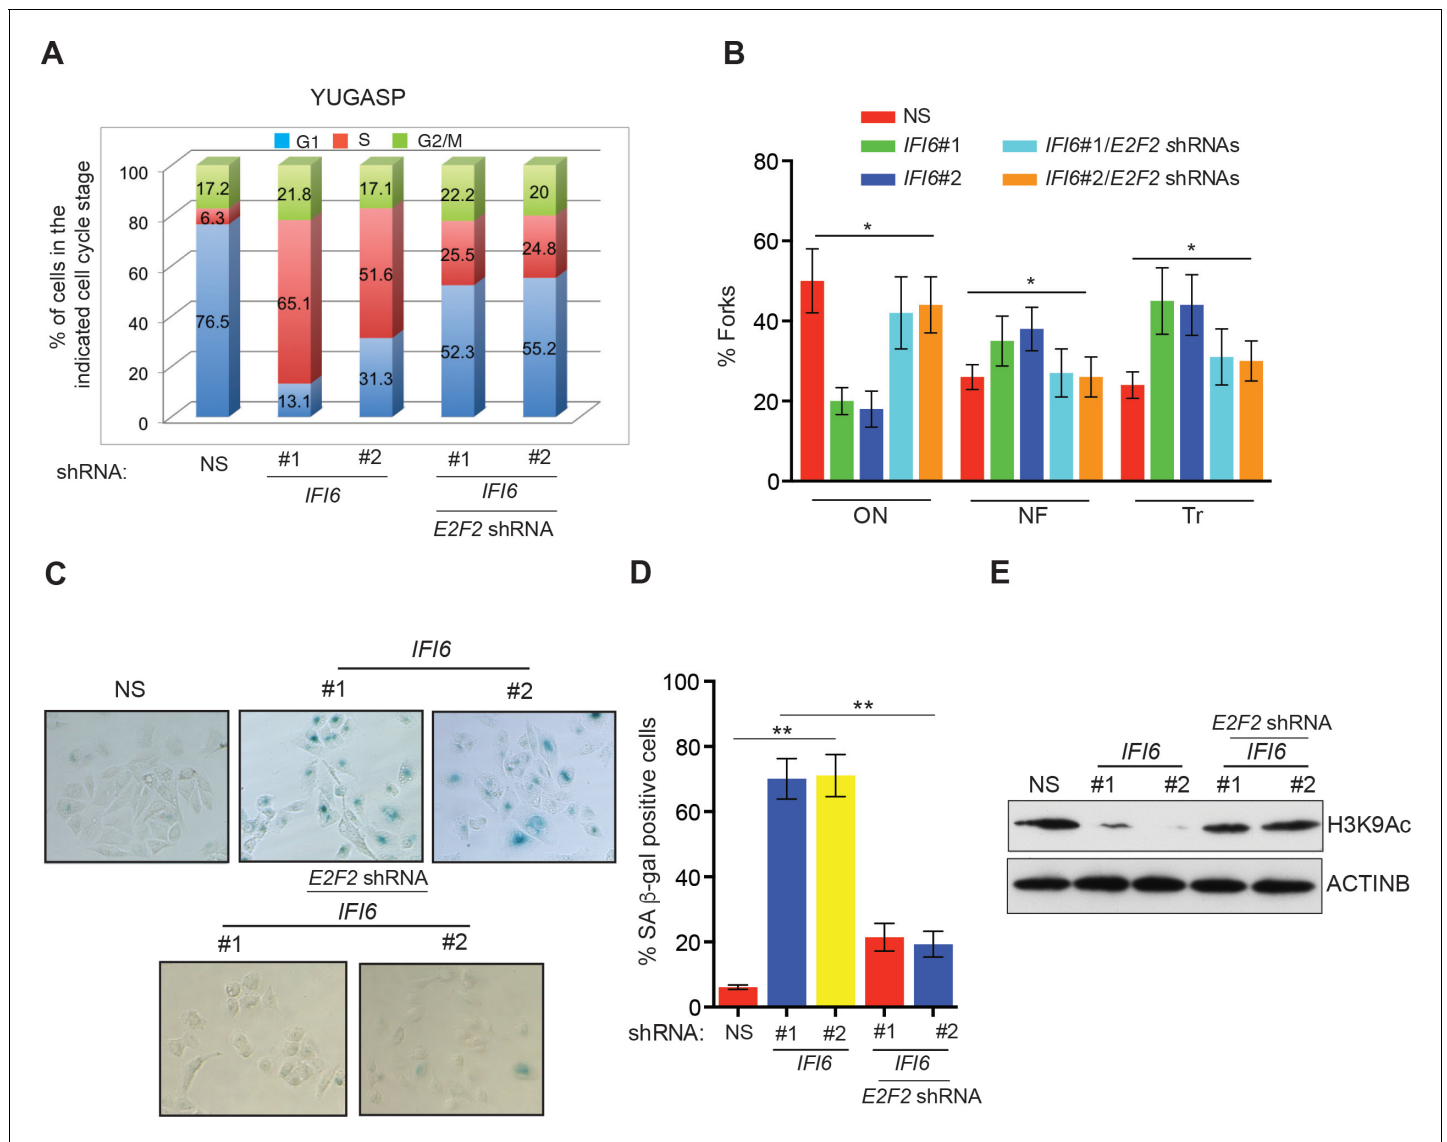 A
YUGASP
G1 S G2/M
% of cells in the
indicated cell cycle stage
100
80
60
40
20
0
17.2 21.8 17.1 22.2 20
6.3 65.1 51.6 25.5 24.8
76.5 13.1 31.3 52.3 55.2
shRNA: NS #1 #2 #1 #2
IFI6 IFI6
E2F2 shRNA
B
NS
IFI6#1 IFI6#1/E2F2 shRNAs
IFI6#2 IFI6#2/E2F2 shRNAs
% Forks
80
60
40
20
0
* * *
ON NF Tr
C
IFI6
NS #1 #2
E2F2 shRNA
IFI6
#1 #2
D
% SA β-gal positive cells
100
80
60
40
20
0
** **
shRNA: NS #1 #2 #1 #2
IFI6 IFI6
E2F2 shRNA
E
E2F2 shRNA
IFI6 IFI6
NS #1 #2 #1 #2
H3K9Ac
ACTINB